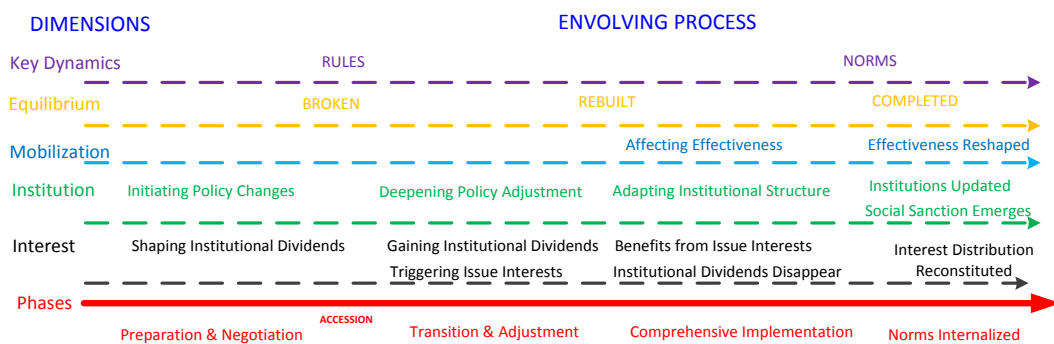 DIMENSIONS ENVOLVING PROCESS
Key Dynamics RULES NORMS
Equilibrium BROKEN REBUILT COMPLETED
Mobilization Affecting Effectiveness Effectiveness Reshaped
Institution Initiating Policy Changes Deepening Policy Adjustment Adapting Institutional Structure Institutions Updated
Social Sanction Emerges
Interest Shaping Institutional Dividends Gaining Institutional Dividends Benefits from Issue Interests Interest Distribution
Triggering Issue Interests Institutional Dividends Disappear Reconstituted
Phases
Preparation & Negotiation ACCESSION Transition & Adjustment Comprehensive Implementation Norms Internalized